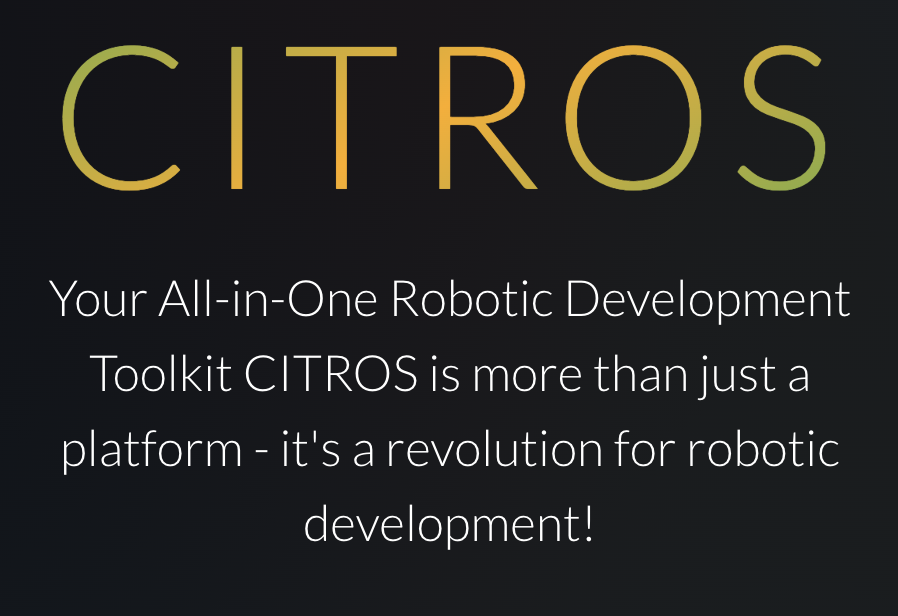 CITROS
Your All-in-One Robotic Development
Toolkit CITROS is more than just a
platform - it's a revolution for robotic
development!